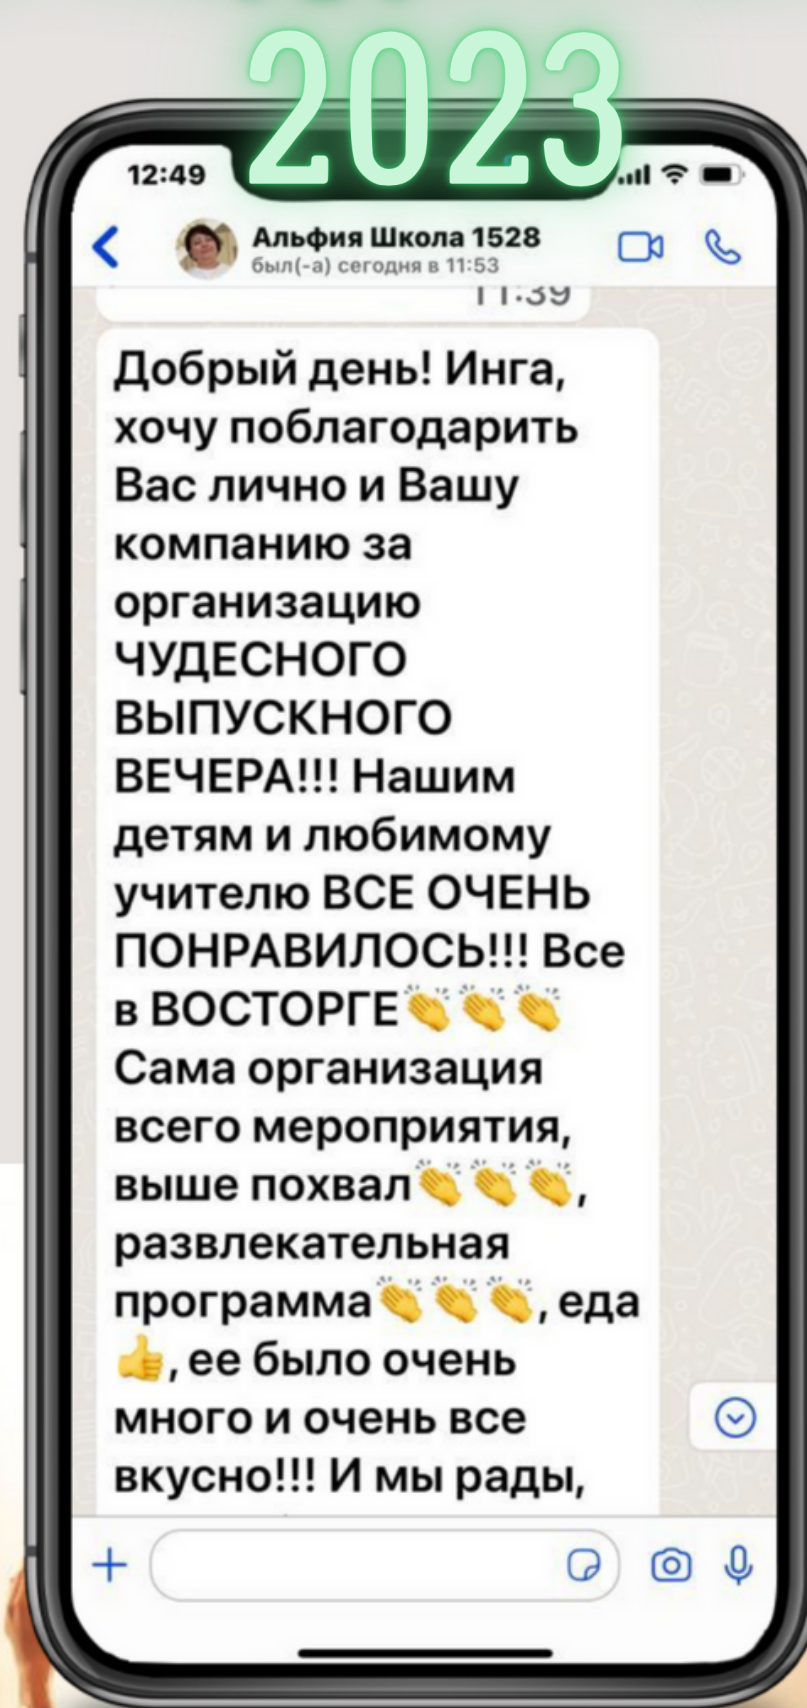 2023
12:49
Альфия Школа 1528
был(-а) сегодня в 11:53
11:39
Добрый день! Инга,
хочу поблагодарить
Вас лично и Вашу
компанию за
организацию
ЧУДЕСНОГО
ВЫПУСКНОГО
ВЕЧЕРА!!! Нашим
детям и любимому
учителю ВСЕ ОЧЕНЬ
ПОНРАВИЛОСЬ!!! Все
в ВОСТОРГЕ👏👏👏
Сама организация
всего мероприятия,
выше похвал👏👏👏,
развлекательная
программа👏👏👏, еда
👍, ее было очень
много и очень все
вкусно!!! И мы рады,